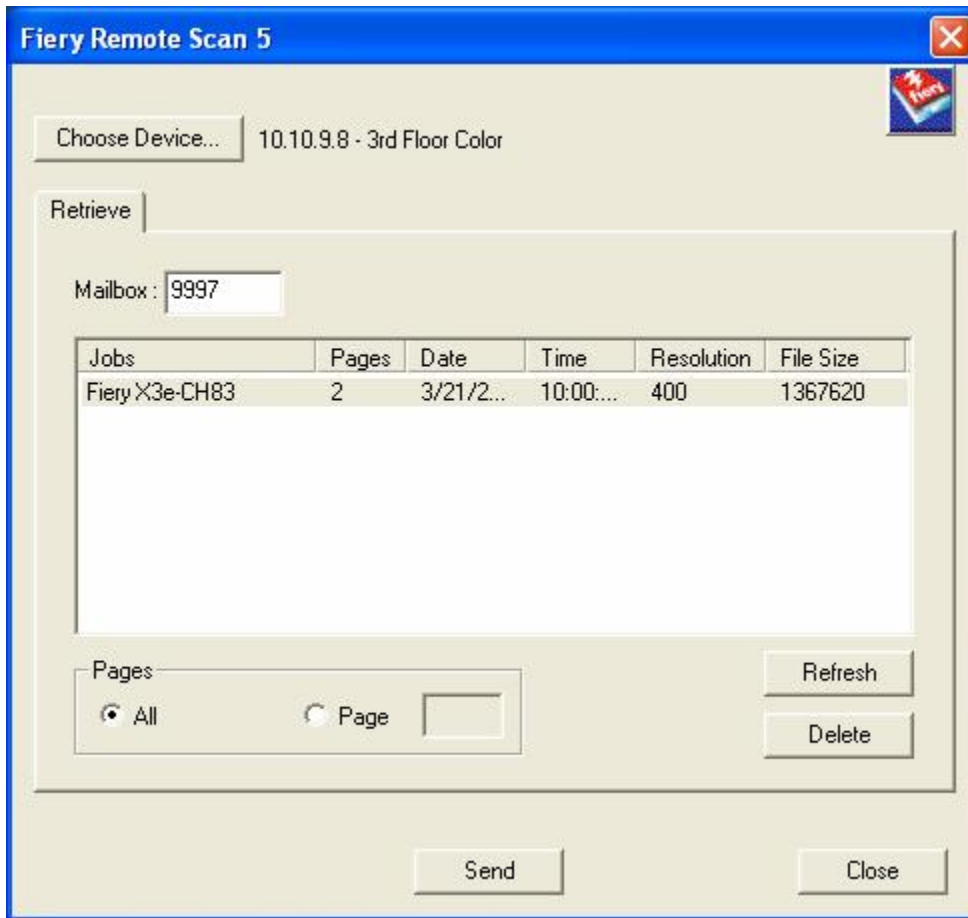 Fiery Remote Scan 5
fiery
Choose Device... 10.10.9.8 - 3rd Floor Color
Retrieve
Mailbox : 9997
Jobs Pages Date Time Resolution File Size
Fiery X3e-CH83 2 3/21/2... 10:00:... 400 1367620
Pages
All Page
Refresh
Delete
Send Close